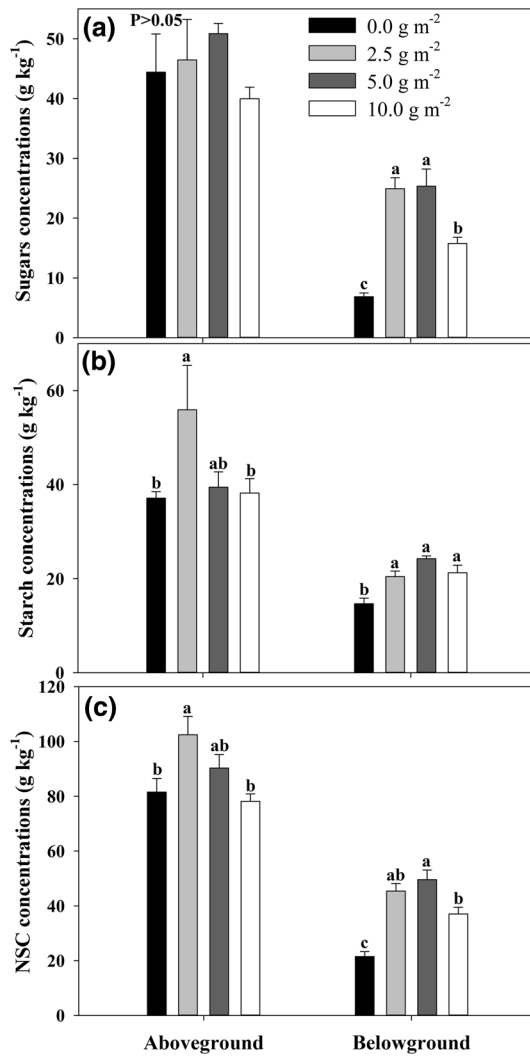 (a) P>0.05
0.0 g m⁻²
2.5 g m⁻²
5.0 g m⁻²
10.0 g m⁻²
Sugars concentrations (g kg⁻¹)
50
40
30
20
10
0
a a
b
c
(b)
Starch concentrations (g kg⁻¹)
60
40
20
0
a
b ab b
b a a a
(c)
NSC concentrations (g kg⁻¹)
120
100
80
60
40
20
0
b a ab b
c ab a b
Aboveground Belowground